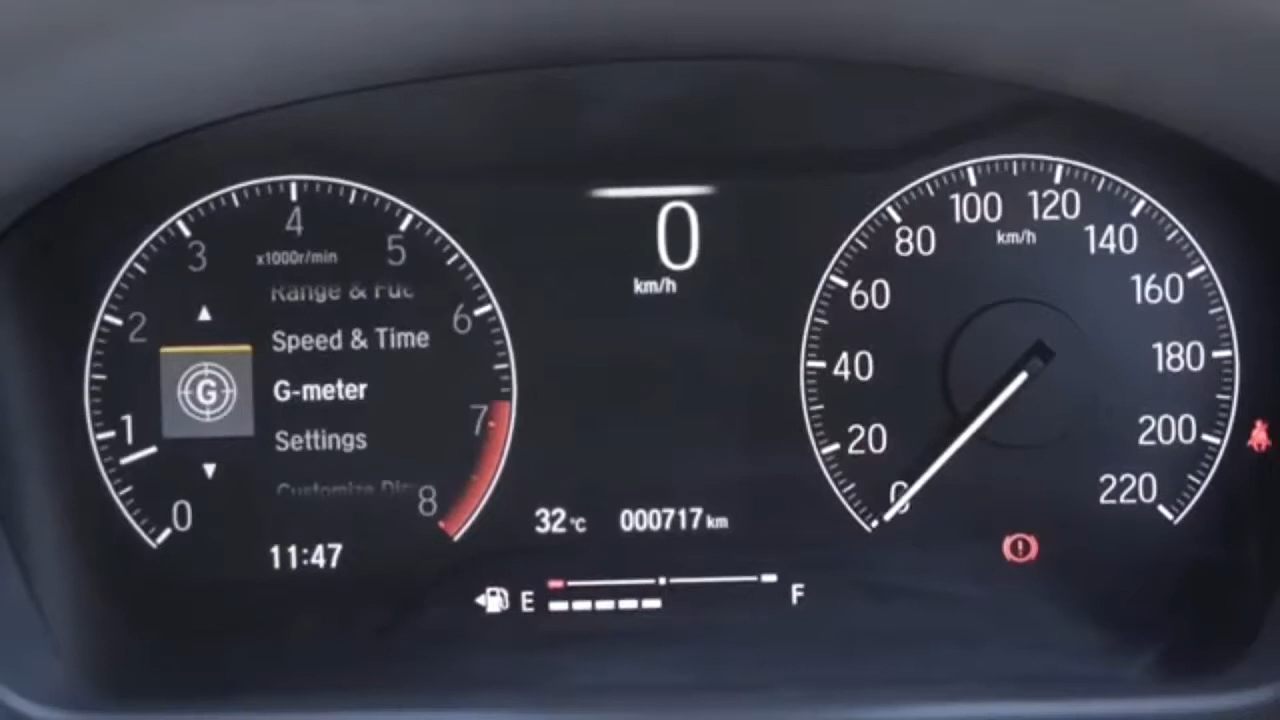 4
3
5
x1000r/min
Range &
2
6
Speed & Time
G
G-meter
1
7
Settings
0
8
11:47
0
km/h
32°C
000717 km
E
F
100
120
80
km/h
140
60
160
40
180
20
200
0
220